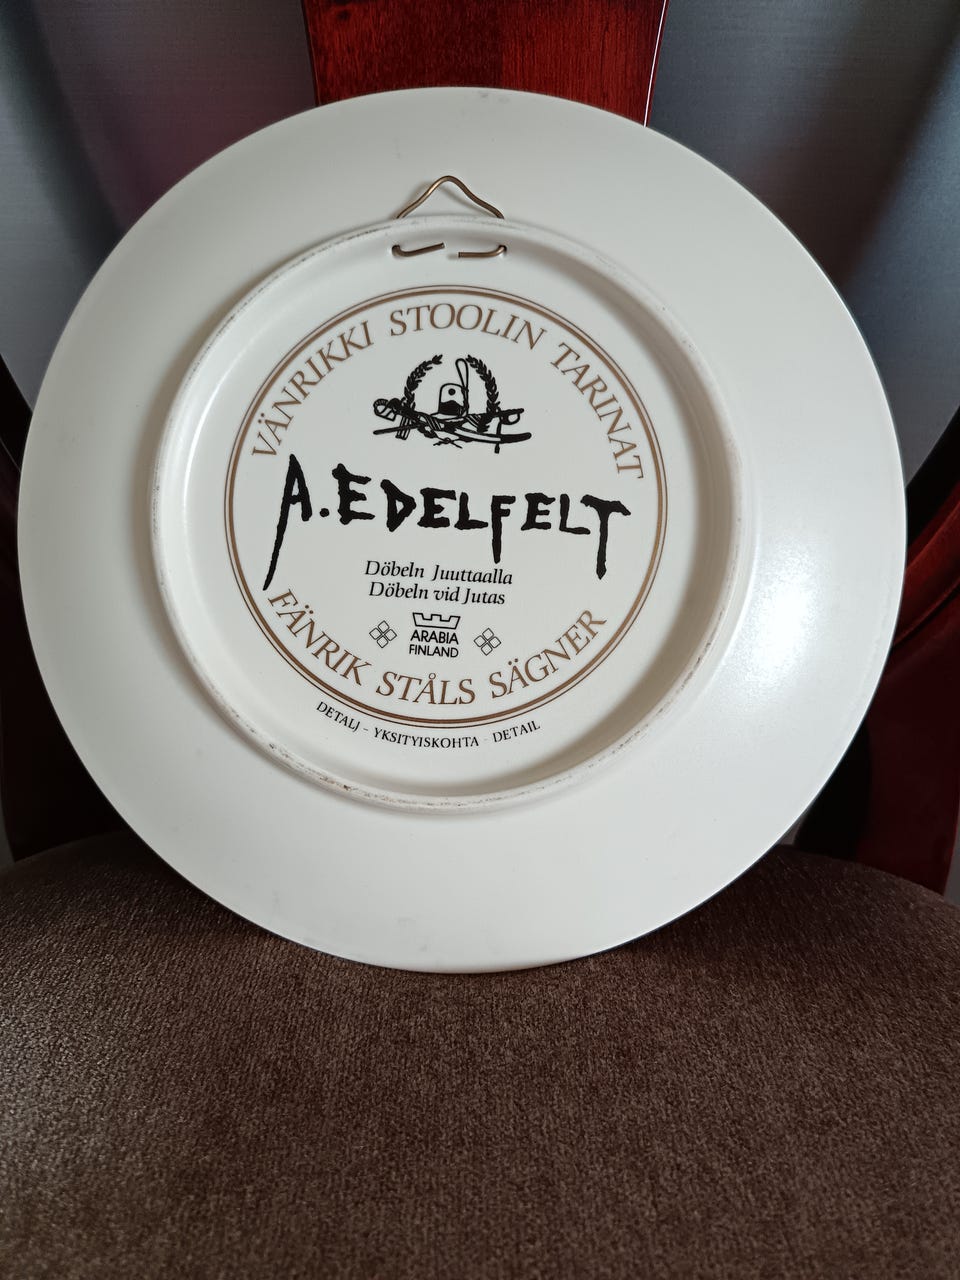 VÄNRIKKI STOOLIN TARINAT
A.EDELFELT
Döbeln Juuttaalla
Döbeln vid Jutas
ARABIA
FINLAND
FÄNRIK STÅLS SÄGNER
DETALJ - YKSITYISKOHTA - DETAIL